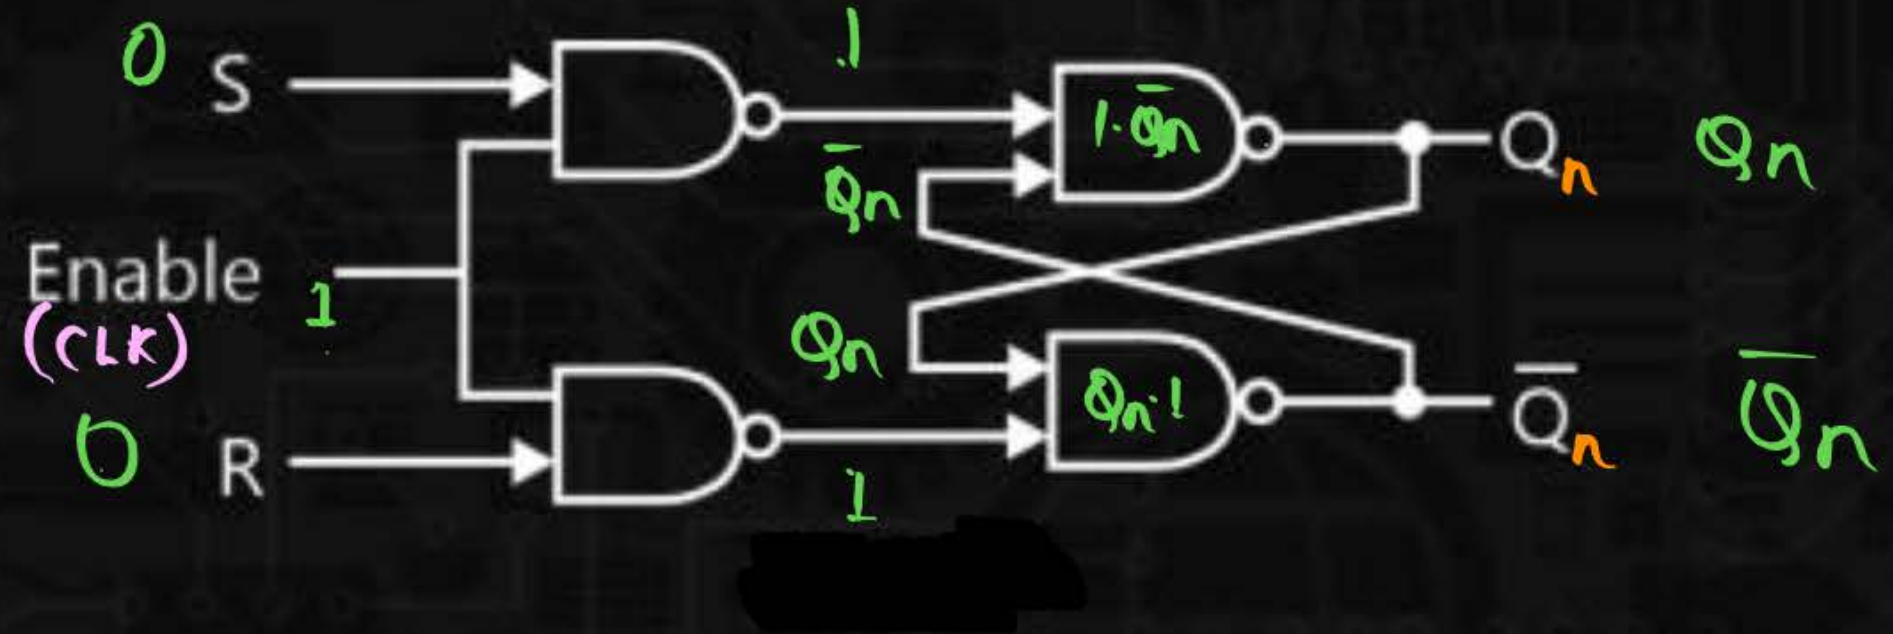 0 S .1
1·Q̅n Q̅n Qn Qn
Enable 1
(CLK)
Qn Qn·1 Q̅n Q̅n
0 R 1